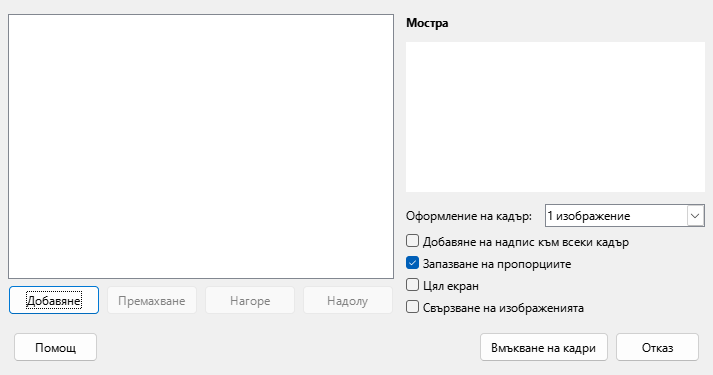 Мостра
Оформление на кадър: 1 изображение
Добавяне на надпис към всеки кадър
Запазване на пропорциите
Цял екран
Свързване на изображенията
Добавяне Премахване Нагоре Надолу
Помощ Вмъкване на кадри Отказ